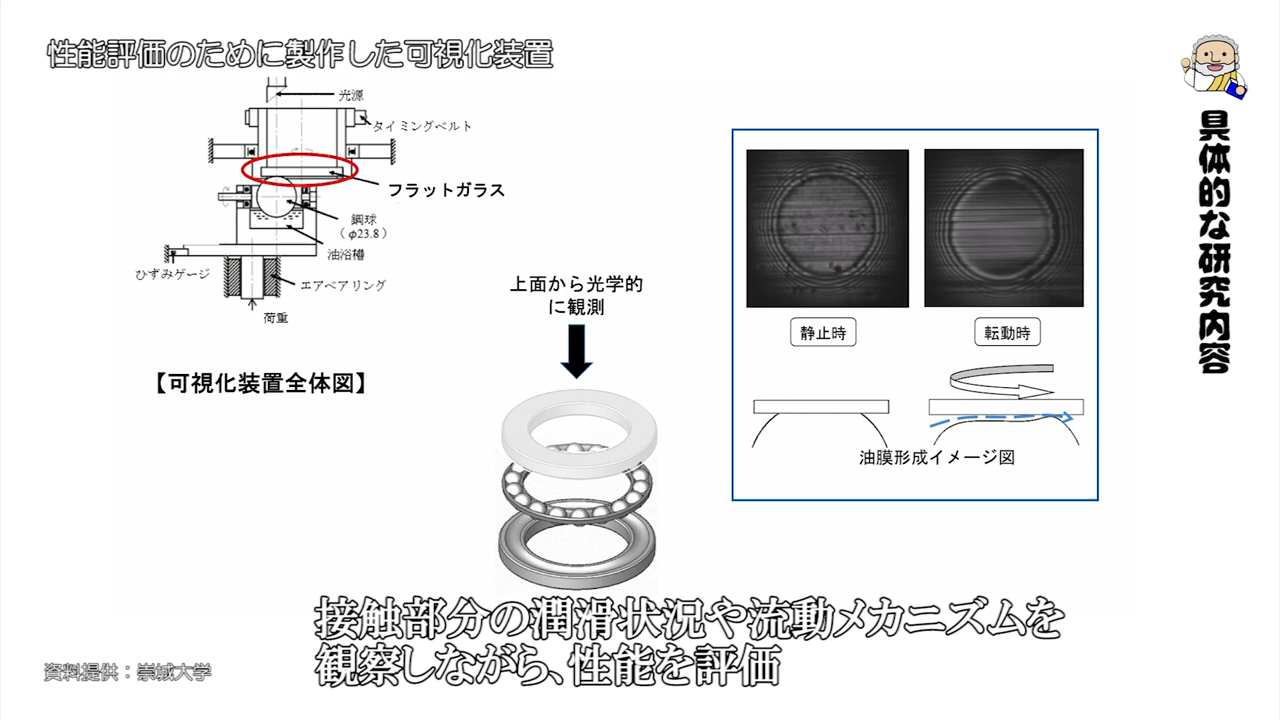 性能評価のために製作した可視化装置
光源
タイミングベルト
フラットガラス
鋼球
（φ23.8）
油浴槽
ひずみゲージ
エアベアリング
荷重
【可視化装置全体図】
上面から光学的
に観測
静止時
転動時
油膜形成イメージ図
具体的な研究内容
接触部分の潤滑状況や流動メカニズムを
観察しながら、性能を評価
資料提供：崇城大学